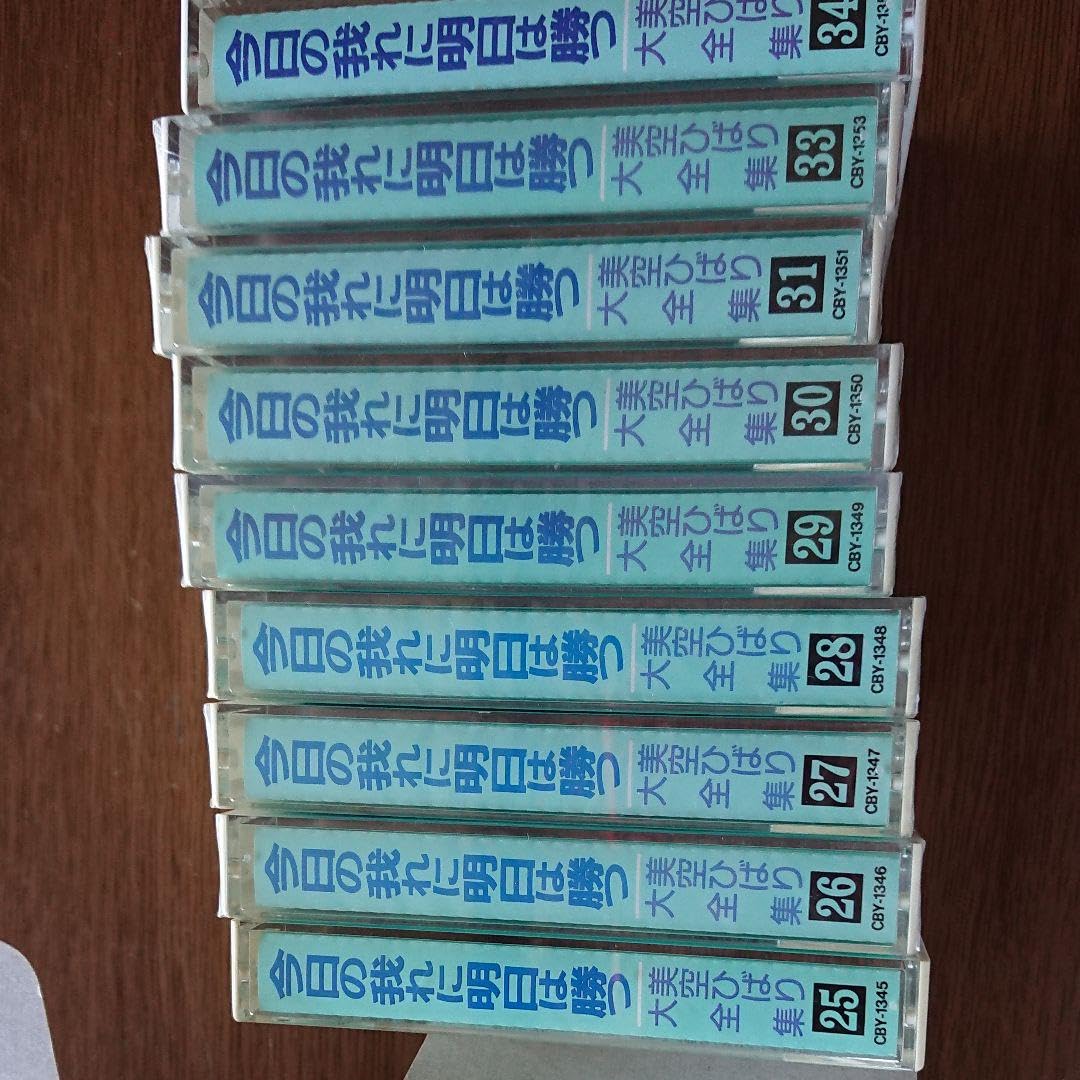 今日の我れに明日は勝つ
美空ひばり
大全集
34
CBY-135
今日の我れに明日は勝つ
美空ひばり
大全集
33
CBY-1353
今日の我れに明日は勝つ
美空ひばり
大全集
31
CBY-1351
今日の我れに明日は勝つ
美空ひばり
大全集
30
CBY-1350
今日の我れに明日は勝つ
美空ひばり
大全集
29
CBY-1349
今日の我れに明日は勝つ
美空ひばり
大全集
28
CBY-1348
今日の我れに明日は勝つ
美空ひばり
大全集
27
CBY-1347
今日の我れに明日は勝つ
美空ひばり
大全集
26
CBY-1346
今日の我れに明日は勝つ
美空ひばり
大全集
25
CBY-1345